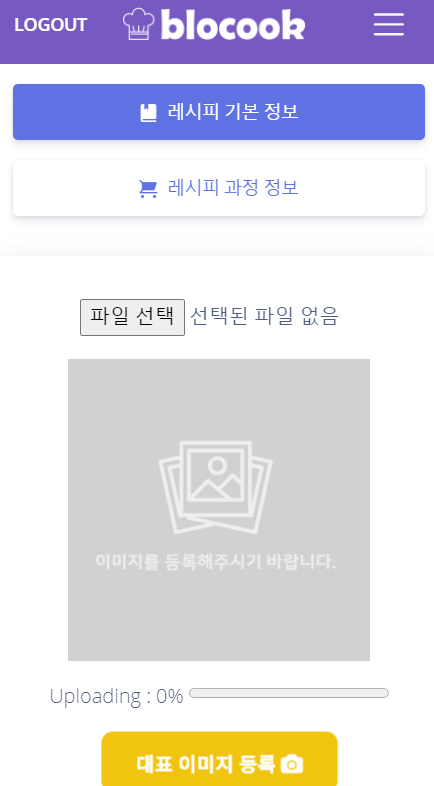 LOGOUT blocook
레시피 기본 정보
레시피 과정 정보
파일 선택 선택된 파일 없음
이미지를 등록해주시기 바랍니다.
Uploading : 0%
대표 이미지 등록